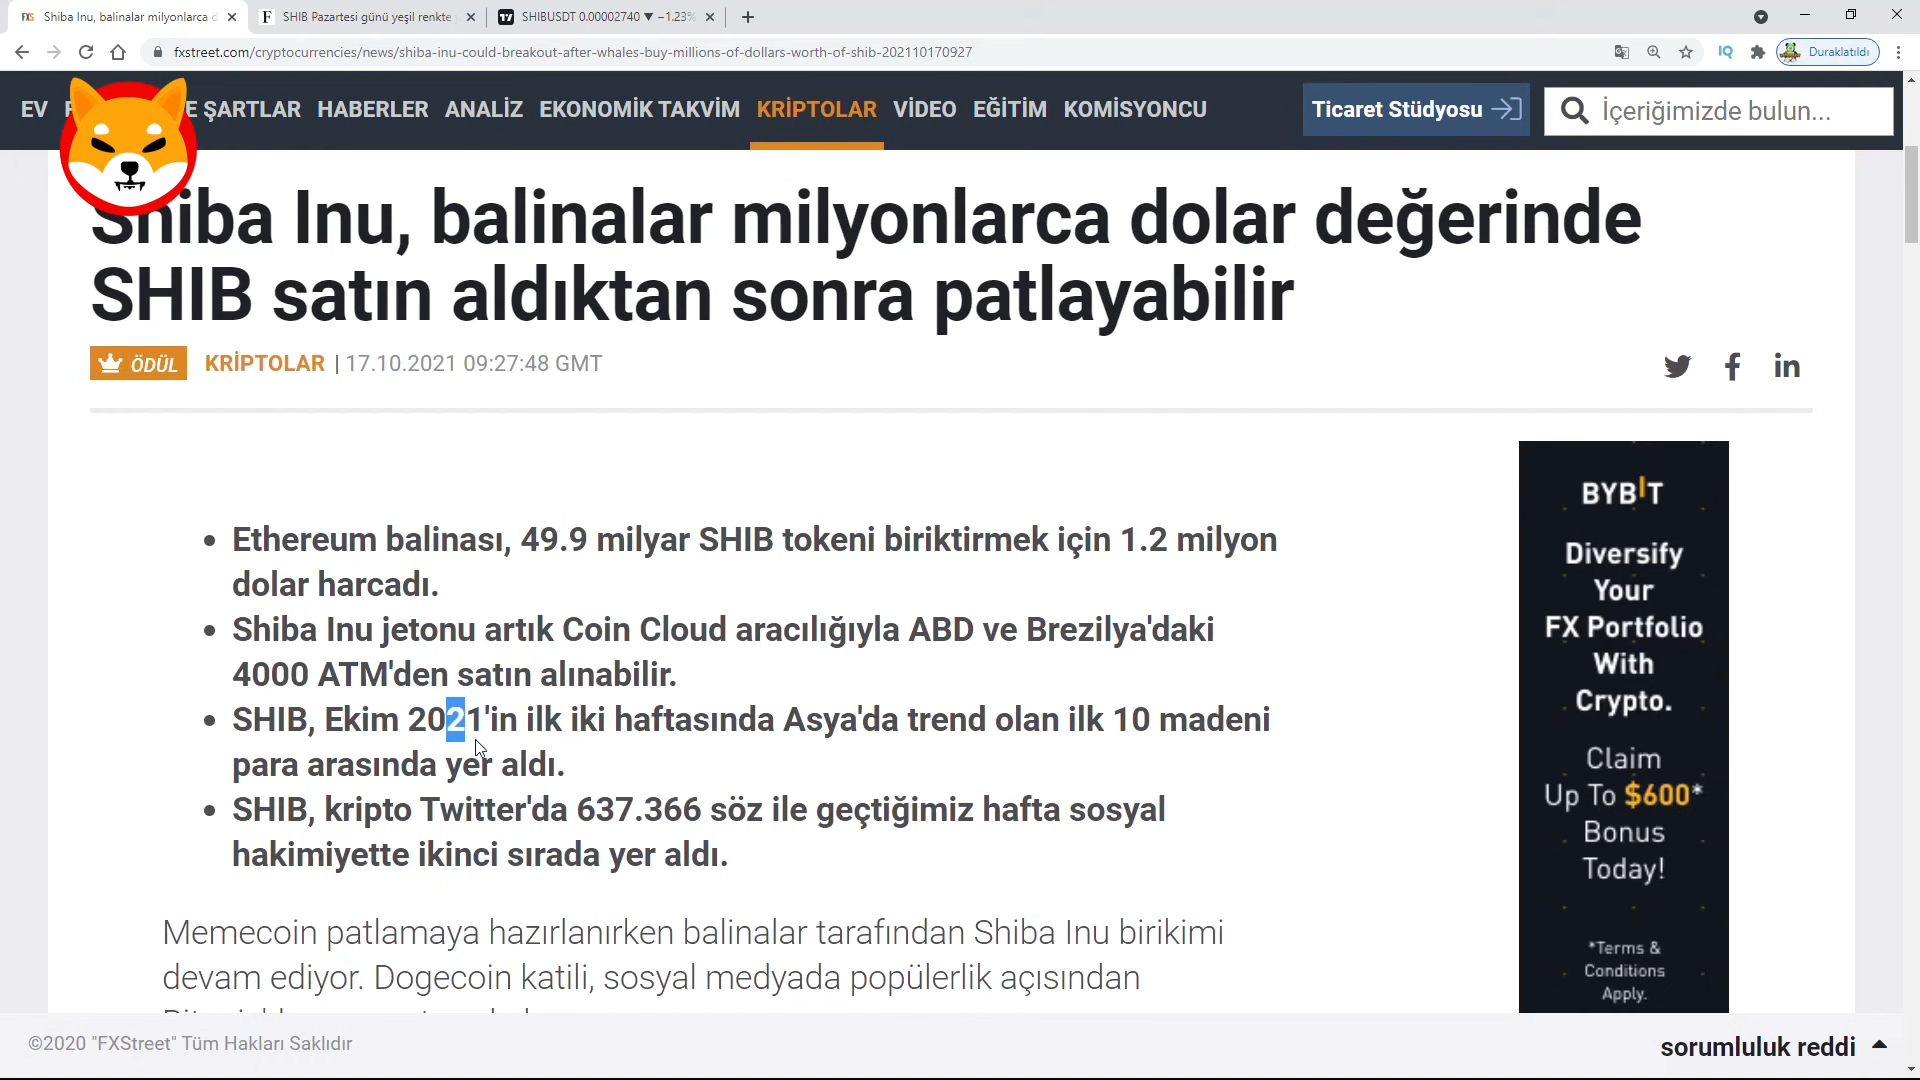 Shiba Inu, balinalar milyonlarca d
SHIB Pazartesi günü yeşil renkte
SHIBUSDT 0.00002740 ▼ −1.23%
fxstreet.com/cryptocurrencies/news/shiba-inu-could-breakout-after-whales-buy-millions-of-dollars-worth-of-shib-202110170927
IQ
Duraklatıldı
EV
E ŞARTLAR HABERLER ANALİZ EKONOMİK TAKVİM KRİPTOLAR VİDEO EĞİTİM KOMİSYONCU
Ticaret Stüdyosu
İçeriğimizde bulun...
Shiba Inu, balinalar milyonlarca dolar değerinde
SHIB satın aldıktan sonra patlayabilir
ÖDÜL KRİPTOLAR | 17.10.2021 09:27:48 GMT
• Ethereum balinası, 49.9 milyar SHIB tokeni biriktirmek için 1.2 milyon
dolar harcadı.
• Shiba Inu jetonu artık Coin Cloud aracılığıyla ABD ve Brezilya'daki
4000 ATM'den satın alınabilir.
• SHIB, Ekim 2021'in ilk iki haftasında Asya'da trend olan ilk 10 madeni
para arasında yer aldı.
• SHIB, kripto Twitter'da 637.366 söz ile geçtiğimiz hafta sosyal
hakimiyette ikinci sırada yer aldı.
Memecoin patlamaya hazırlanırken balinalar tarafından Shiba Inu birikimi
devam ediyor. Dogecoin katili, sosyal medyada popülerlik açısından
BYBIT
Diversify
Your
FX Portfolio
With
Crypto.
Claim
Up To $600*
Bonus
Today!
*Terms &
Conditions
Apply.
©2020 "FXStreet" Tüm Hakları Saklıdır
sorumluluk reddi